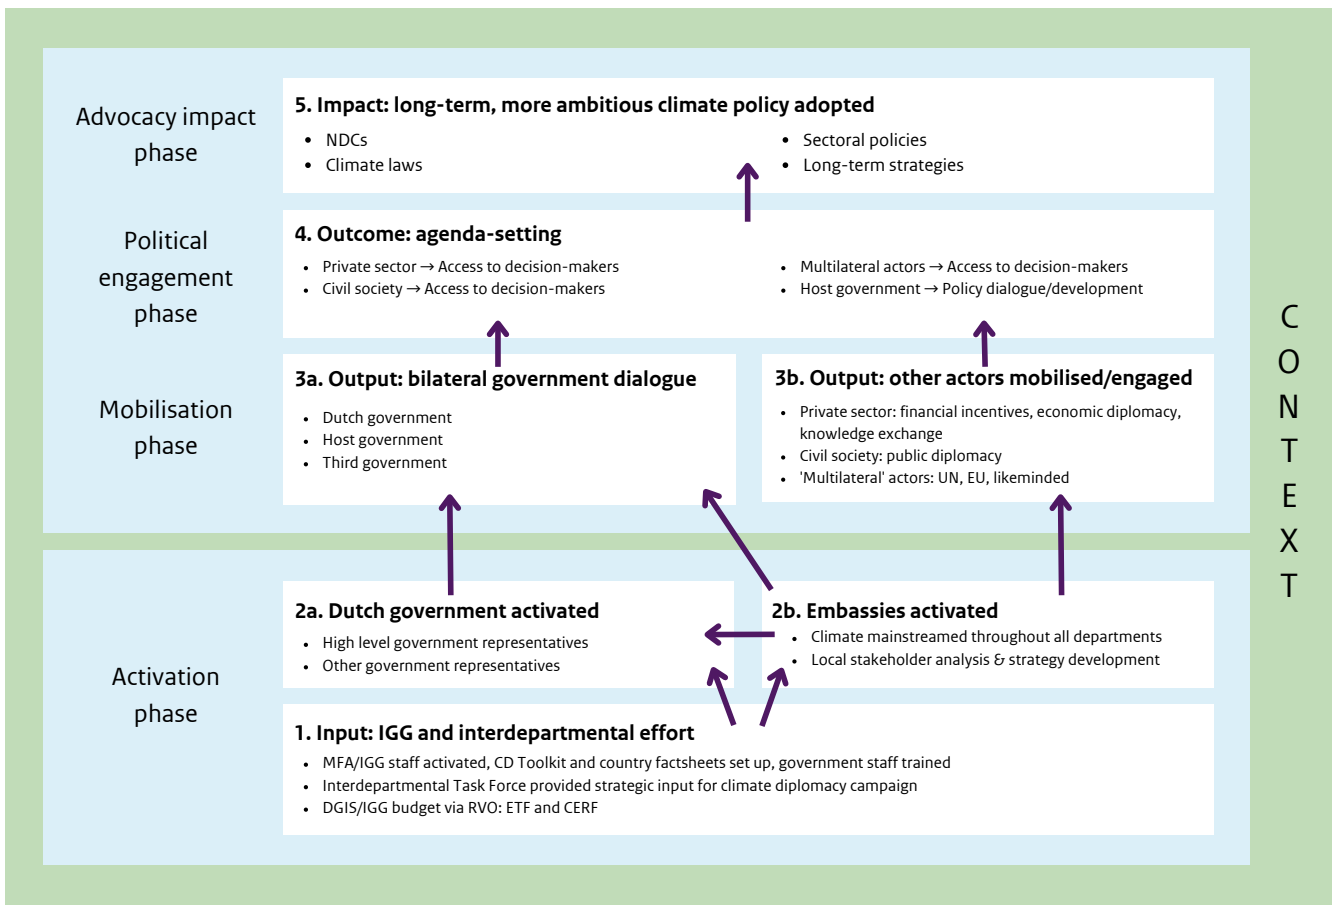 Advocacy impact
phase
5. Impact: long-term, more ambitious climate policy adopted
• NDCs
• Climate laws
• Sectoral policies
• Long-term strategies
Political
engagement
phase
4. Outcome: agenda-setting
• Private sector → Access to decision-makers
• Civil society → Access to decision-makers
• Multilateral actors → Access to decision-makers
• Host government → Policy dialogue/development
Mobilisation
phase
3a. Output: bilateral government dialogue
• Dutch government
• Host government
• Third government
3b. Output: other actors mobilised/engaged
• Private sector: financial incentives, economic diplomacy,
knowledge exchange
• Civil society: public diplomacy
• 'Multilateral' actors: UN, EU, likeminded
Activation
phase
2a. Dutch government activated
• High level government representatives
• Other government representatives
2b. Embassies activated
• Climate mainstreamed throughout all departments
• Local stakeholder analysis & strategy development
1. Input: IGG and interdepartmental effort
• MFA/IGG staff activated, CD Toolkit and country factsheets set up, government staff trained
• Interdepartmental Task Force provided strategic input for climate diplomacy campaign
• DGIS/IGG budget via RVO: ETF and CERF
CONTEXT